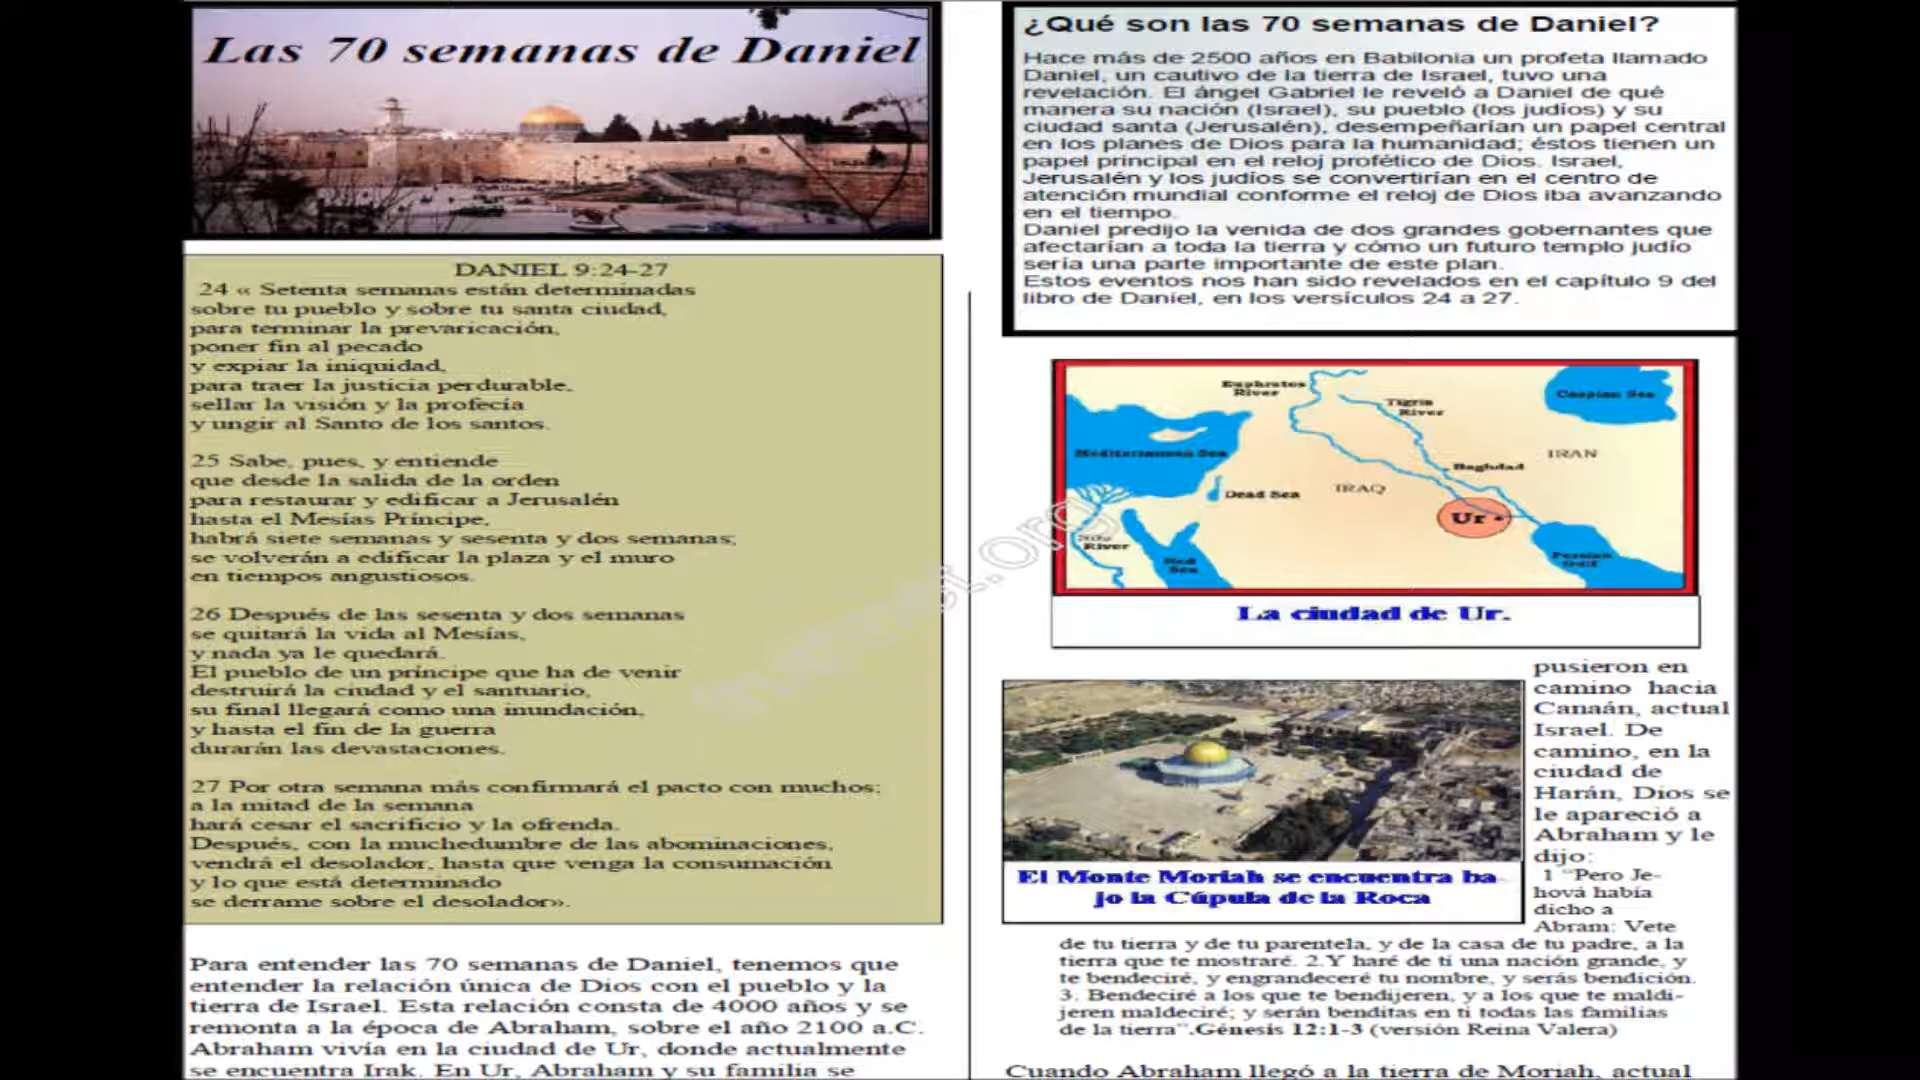 Las 70 semanas de Daniel
DANIEL 9:24-27
24 « Setenta semanas están determinadas
sobre tu pueblo y sobre tu santa ciudad,
para terminar la prevaricación,
poner fin al pecado
y expiar la iniquidad,
para traer la justicia perdurable,
sellar la visión y la profecía
y ungir al Santo de los santos.
25 Sabe, pues, y entiende
que desde la salida de la orden
para restaurar y edificar a Jerusalén
hasta el Mesías Príncipe,
habrá siete semanas y sesenta y dos semanas;
se volverán a edificar la plaza y el muro
en tiempos angustiosos.
26 Después de las sesenta y dos semanas
se quitará la vida al Mesías,
y nada ya le quedará.
El pueblo de un príncipe que ha de venir
destruirá la ciudad y el santuario,
su final llegará como una inundación,
y hasta el fin de la guerra
durarán las devastaciones.
27 Por otra semana más confirmará el pacto con muchos;
a la mitad de la semana
hará cesar el sacrificio y la ofrenda.
Después, con la muchedumbre de las abominaciones,
vendrá el desolador, hasta que venga la consumación
y lo que está determinado
se derrame sobre el desolador».
Para entender las 70 semanas de Daniel, tenemos que
entender la relación única de Dios con el pueblo y la
tierra de Israel. Esta relación consta de 4000 años y se
remonta a la época de Abraham, sobre el año 2100 a.C.
Abraham vivía en la ciudad de Ur, donde actualmente
se encuentra Irak. En Ur, Abraham y su familia se
¿Qué son las 70 semanas de Daniel?
Hace más de 2500 años en Babilonia un profeta llamado
Daniel, un cautivo de la tierra de Israel, tuvo una
revelación. El ángel Gabriel le reveló a Daniel de qué
manera su nación (Israel), su pueblo (los judíos) y su
ciudad santa (Jerusalén), desempeñarían un papel central
en los planes de Dios para la humanidad; éstos tienen un
papel principal en el reloj profético de Dios. Israel,
Jerusalén y los judíos se convertirían en el centro de
atención mundial conforme el reloj de Dios iba avanzando
en el tiempo.
Daniel predijo la venida de dos grandes gobernantes que
afectarían a toda la tierra y cómo un futuro templo judío
sería una parte importante de este plan.
Estos eventos nos han sido revelados en el capítulo 9 del
libro de Daniel, en los versículos 24 a 27.
Euphrates
River
Tigris
River
Caspian Sea
Mediterranean Sea
Baghdad
IRAN
IRAQ
Dead Sea
Ur
River
Red
Sea
Persian
Gulf
La ciudad de Ur.
El Monte Moriah se encuentra ba
jo la Cúpula de la Roca
pusieron en
camino hacia
Canaán, actual
Israel. De
camino, en la
ciudad de
Harán, Dios se
le apareció a
Abraham y le
dijo:
1 "Pero Je-
hová había
dicho a
Abram: Vete
de tu tierra y de tu parentela, y de la casa de tu padre, a la
tierra que te mostraré. 2.Y haré de ti una nación grande, y
te bendeciré, y engrandeceré tu nombre, y serás bendición.
3. Bendeciré a los que te bendijeren, y a los que te maldi-
jeren maldeciré; y serán benditas en ti todas las familias
de la tierra".Génesis 12:1-3 (versión Reina Valera)
Cuando Abraham llegó a la tierra de Moriah, actual